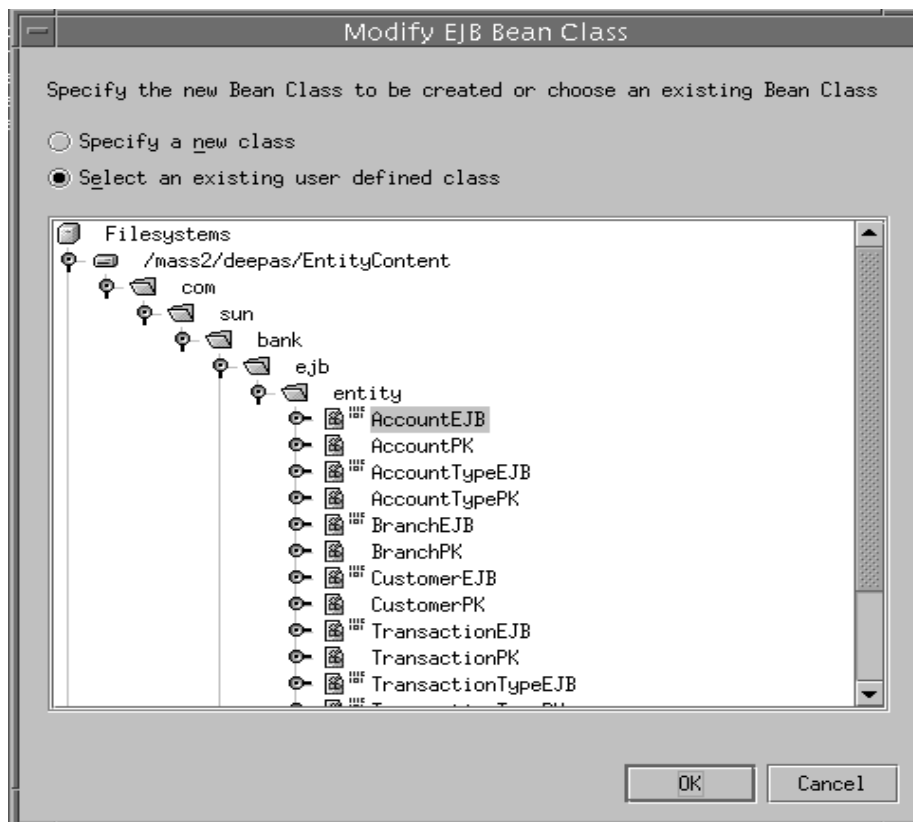 Modify EJB Bean Class
Specify the new Bean Class to be created or choose an existing Bean Class
Specify a new class
Select an existing user defined class
Filesystems
/mass2/deepas/EntityContent
com
sun
bank
ejb
entity
AccountEJB
AccountPK
AccountTypeEJB
AccountTypePK
BranchEJB
BranchPK
CustomerEJB
CustomerPK
TransactionEJB
TransactionPK
TransactionTypeEJB
OK Cancel